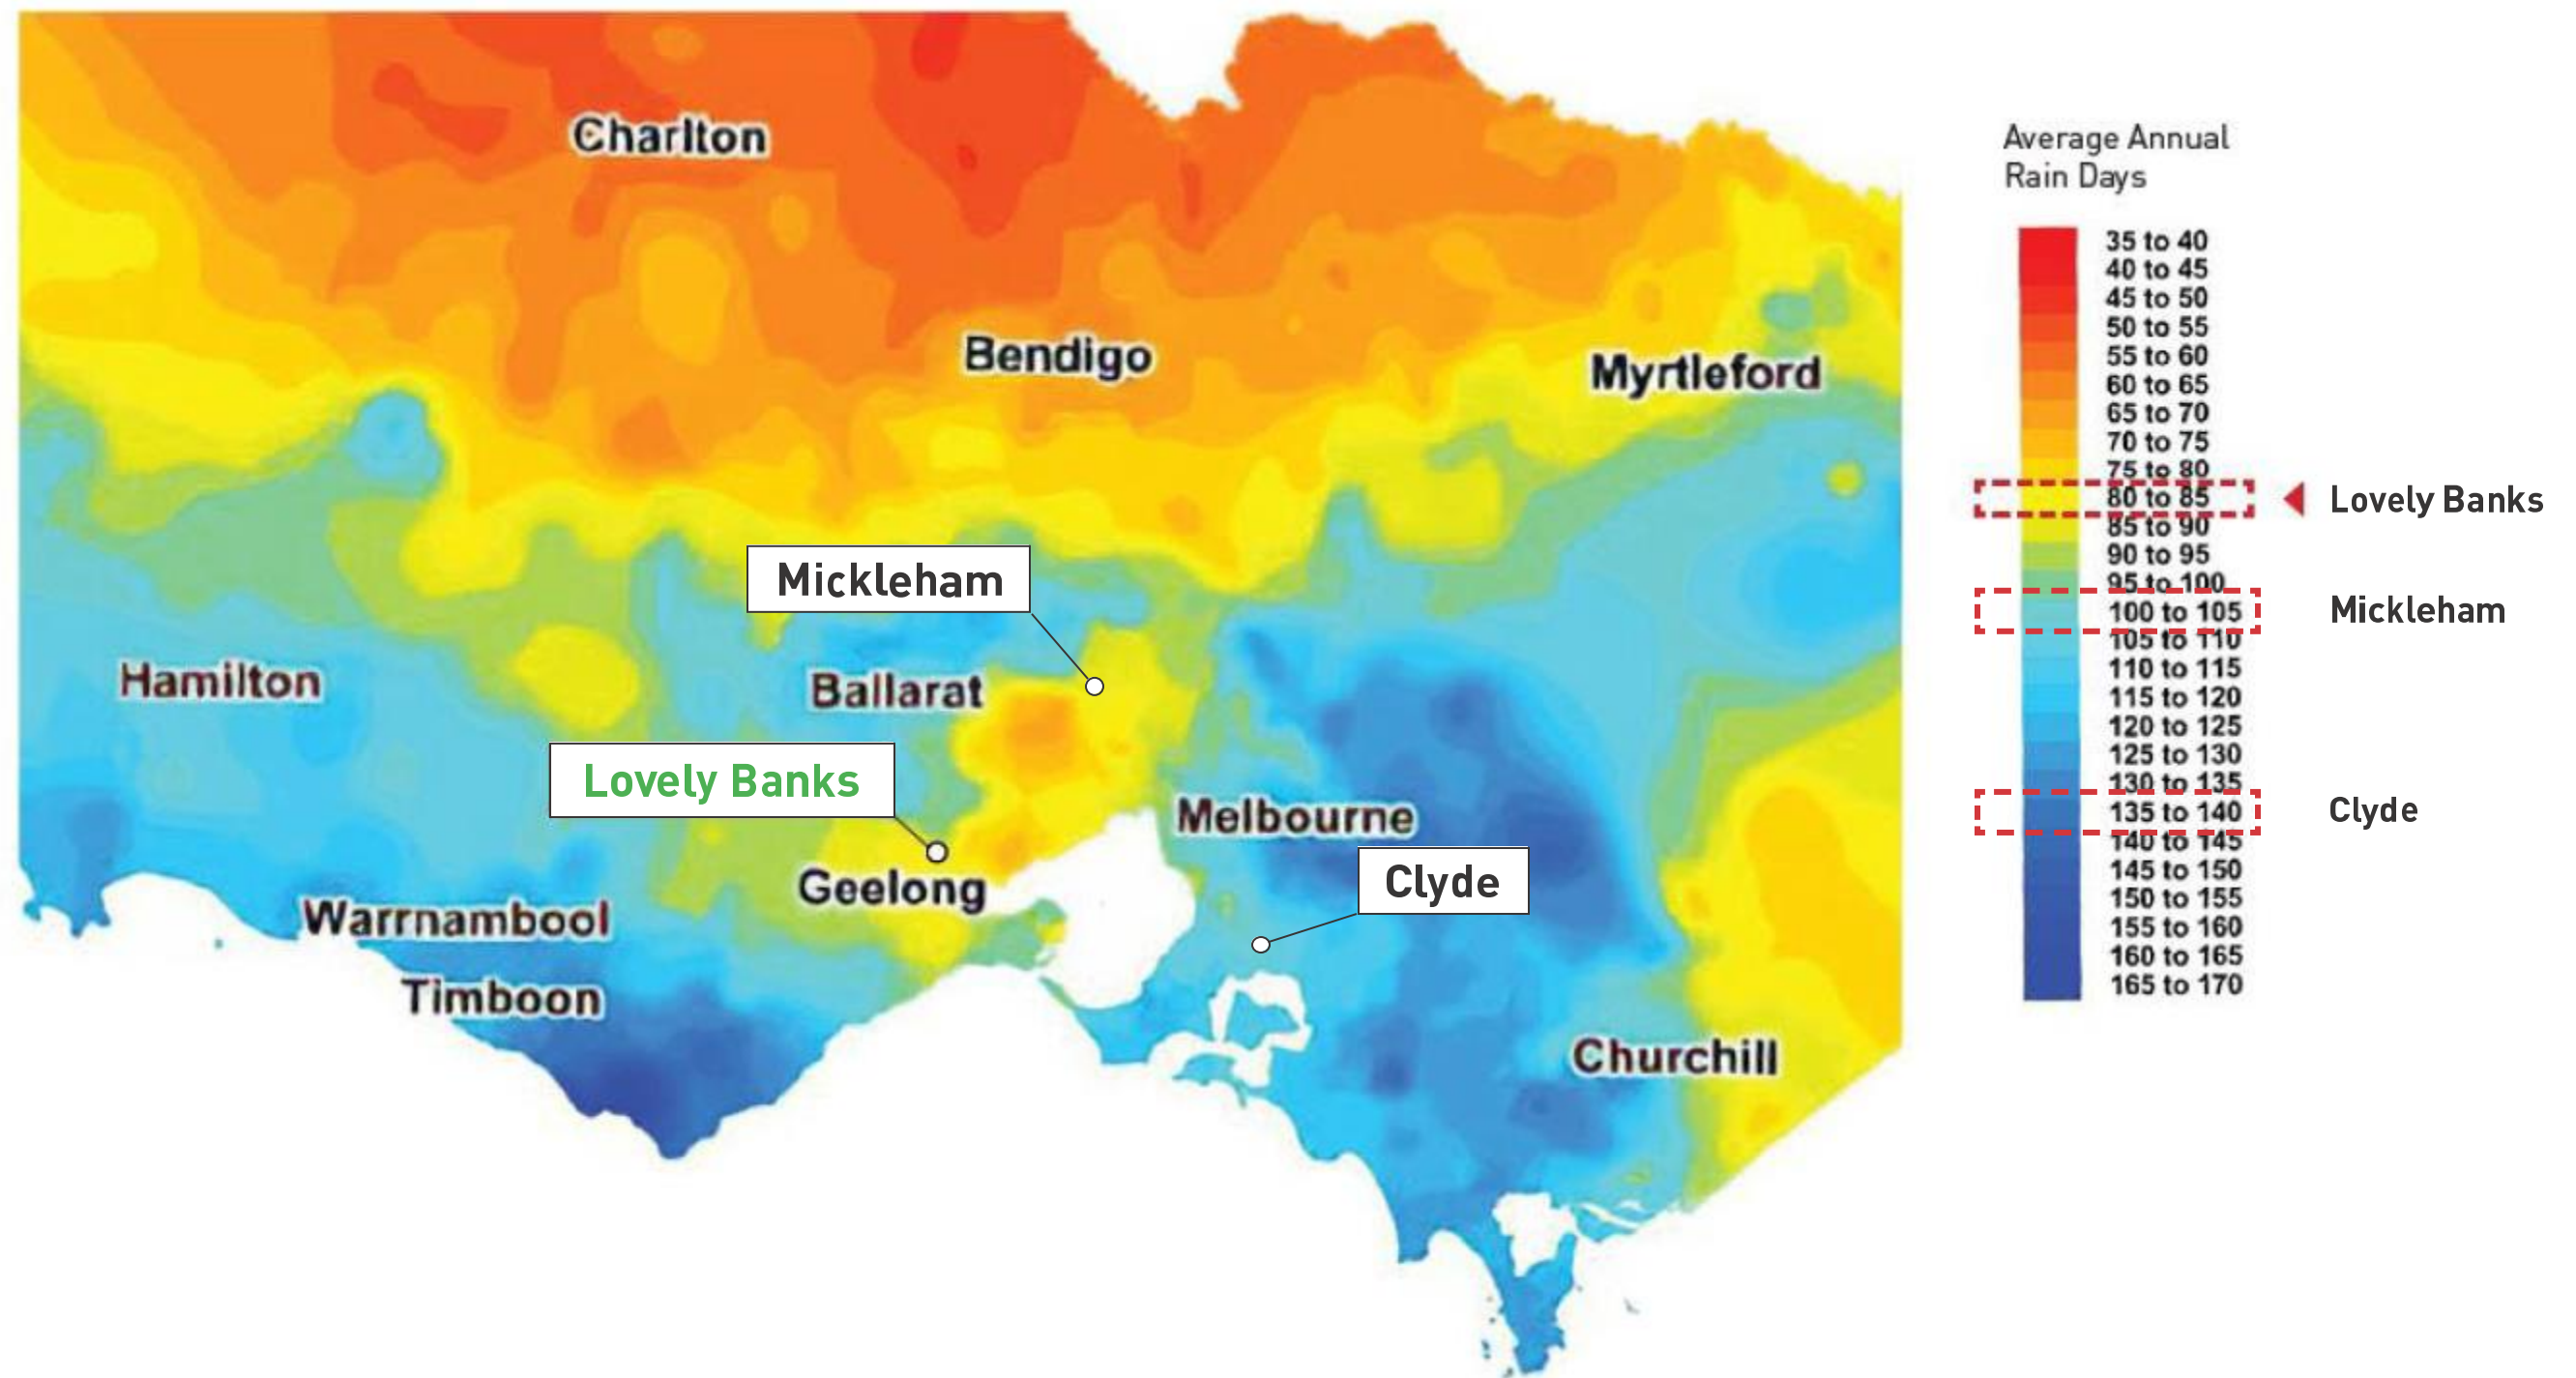 Charlton
Bendigo
Myrtleford
Mickleham
Hamilton
Ballarat
Lovely Banks
Melbourne
Geelong
Clyde
Warrnambool
Timboon
Churchill
Average Annual
Rain Days
35 to 40
40 to 45
45 to 50
50 to 55
55 to 60
60 to 65
65 to 70
70 to 75
75 to 80
80 to 85
Lovely Banks
85 to 90
90 to 95
95 to 100
100 to 105
Mickleham
105 to 110
110 to 115
115 to 120
120 to 125
125 to 130
130 to 135
135 to 140
Clyde
140 to 145
145 to 150
150 to 155
155 to 160
160 to 165
165 to 170